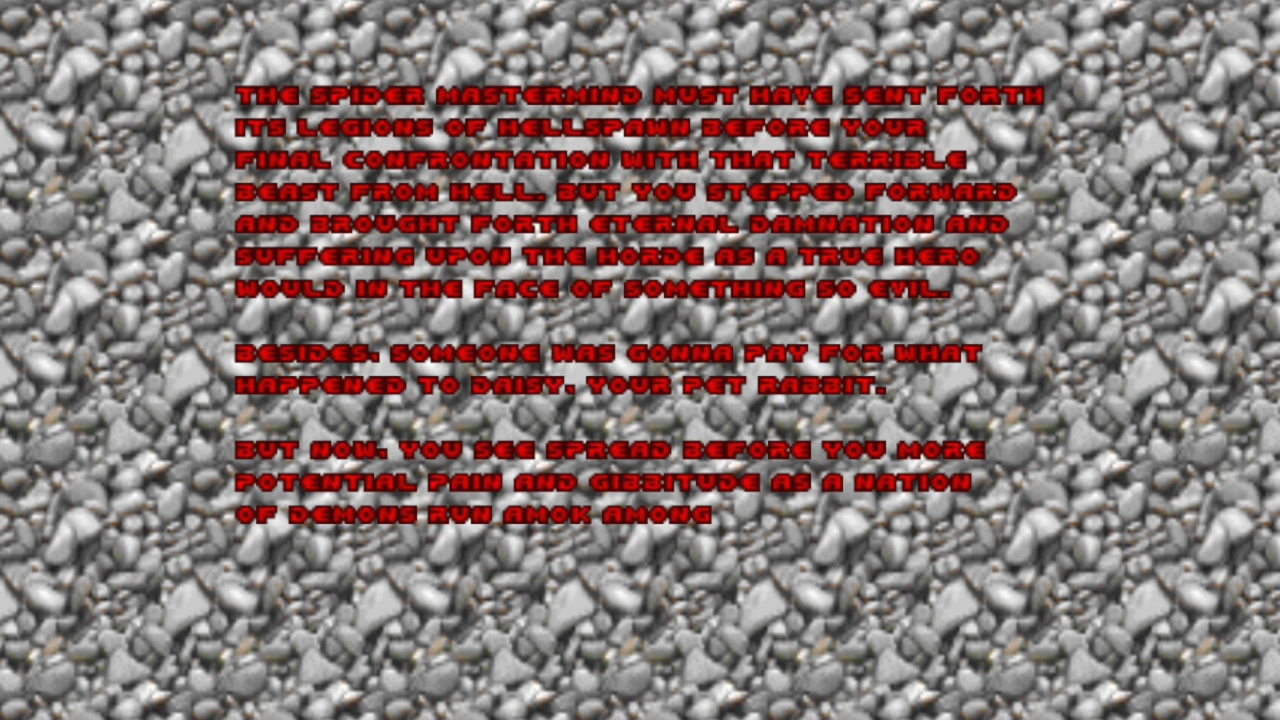 THE SPIDER MASTERMIND MUST HAVE SENT FORTH
ITS LEGIONS OF HELLSPAWN BEFORE YOUR
FINAL CONFRONTATION WITH THAT TERRIBLE
BEAST FROM HELL. BUT YOU STEPPED FORWARD
AND BROUGHT FORTH ETERNAL DAMNATION AND
SUFFERING UPON THE HORDE AS A TRUE HERO
WOULD IN THE FACE OF SOMETHING SO EVIL.
BESIDES, SOMEONE WAS GONNA PAY FOR WHAT
HAPPENED TO DAISY, YOUR PET RABBIT.
BUT NOW, YOU SEE SPREAD BEFORE YOU MORE
POTENTIAL PAIN AND GIBBITUDE AS A NATION
OF DEMONS RUN AMOK AMONG